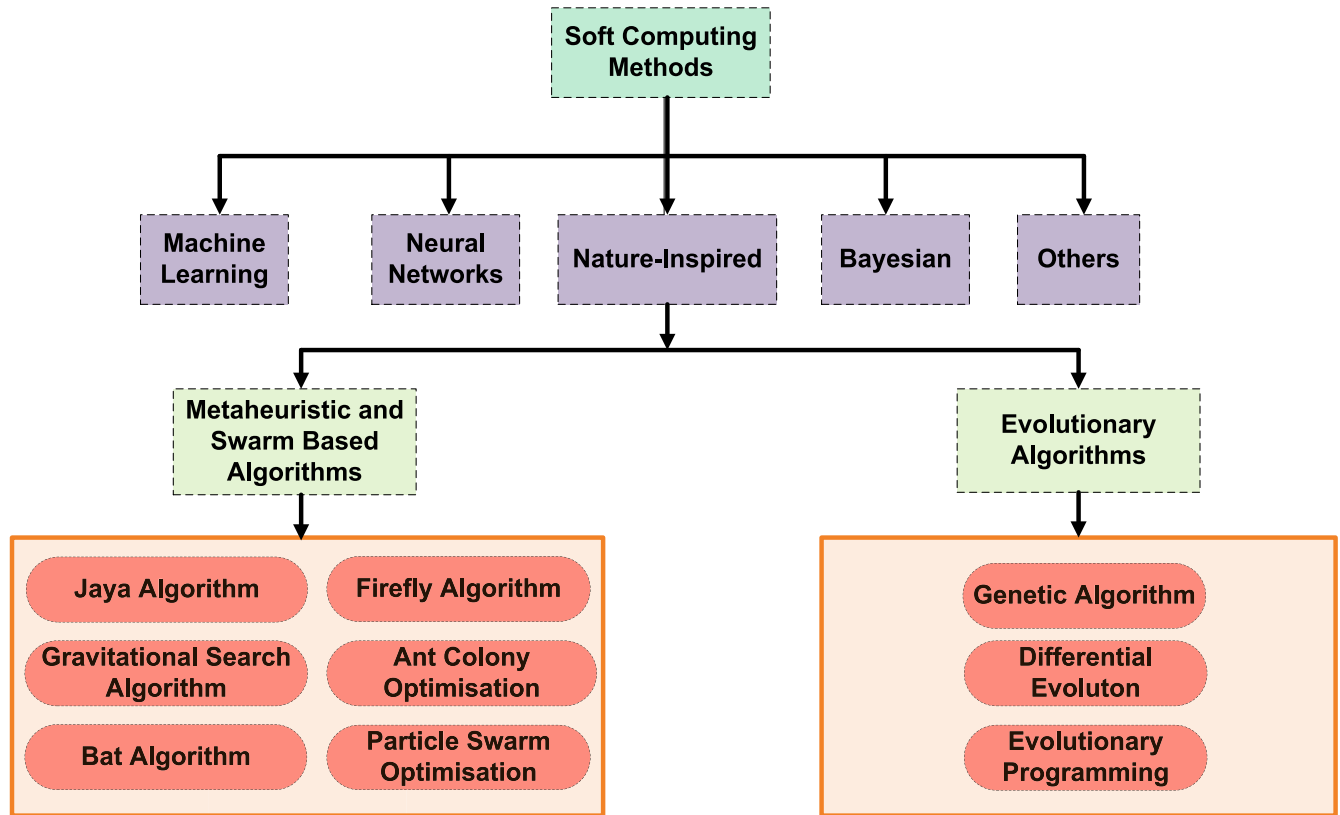 Soft Computing
Methods
Machine
Learning
Neural
Networks
Nature-Inspired
Bayesian
Others
Metaheuristic and
Swarm Based
Algorithms
Evolutionary
Algorithms
Jaya Algorithm
Firefly Algorithm
Gravitational Search
Algorithm
Ant Colony
Optimisation
Bat Algorithm
Particle Swarm
Optimisation
Genetic Algorithm
Differential
Evoluton
Evolutionary
Programming